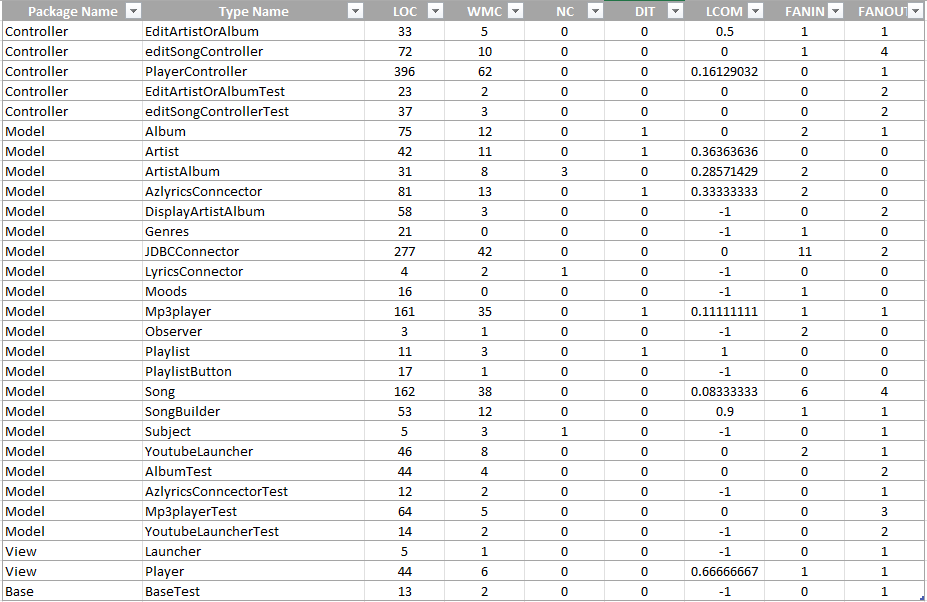 Package Name Type Name LOC WMC NC DIT LCOM FANIN FANOUT
Controller EditArtistOrAlbum 33 5 0 0 0.5 1 1
Controller editSongController 72 10 0 0 0 1 4
Controller PlayerController 396 62 0 0 0.16129032 0 1
Controller EditArtistOrAlbumTest 23 2 0 0 0 0 2
Controller editSongControllerTest 37 3 0 0 0 0 2
Model Album 75 12 0 1 0 2 1
Model Artist 42 11 0 1 0.36363636 0 0
Model ArtistAlbum 31 8 3 0 0.28571429 2 0
Model AzlyricsConncector 81 13 0 1 0.33333333 2 0
Model DisplayArtistAlbum 58 3 0 0 -1 0 2
Model Genres 21 0 0 0 -1 1 0
Model JDBCConnector 277 42 0 0 0 11 2
Model LyricsConnector 4 2 1 0 -1 0 0
Model Moods 16 0 0 0 -1 1 0
Model Mp3player 161 35 0 1 0.11111111 1 1
Model Observer 3 1 0 0 -1 2 0
Model Playlist 11 3 0 1 1 0 0
Model PlaylistButton 17 1 0 0 -1 0 0
Model Song 162 38 0 0 0.08333333 6 4
Model SongBuilder 53 12 0 0 0.9 1 1
Model Subject 5 3 1 0 -1 0 1
Model YoutubeLauncher 46 8 0 0 0 2 1
Model AlbumTest 44 4 0 0 0 0 2
Model AzlyricsConncectorTest 12 2 0 0 -1 0 1
Model Mp3playerTest 64 5 0 0 0 0 3
Model YoutubeLauncherTest 14 2 0 0 -1 0 2
View Launcher 5 1 0 0 -1 0 1
View Player 44 6 0 0 0.66666667 1 1
Base BaseTest 13 2 0 0 -1 0 1